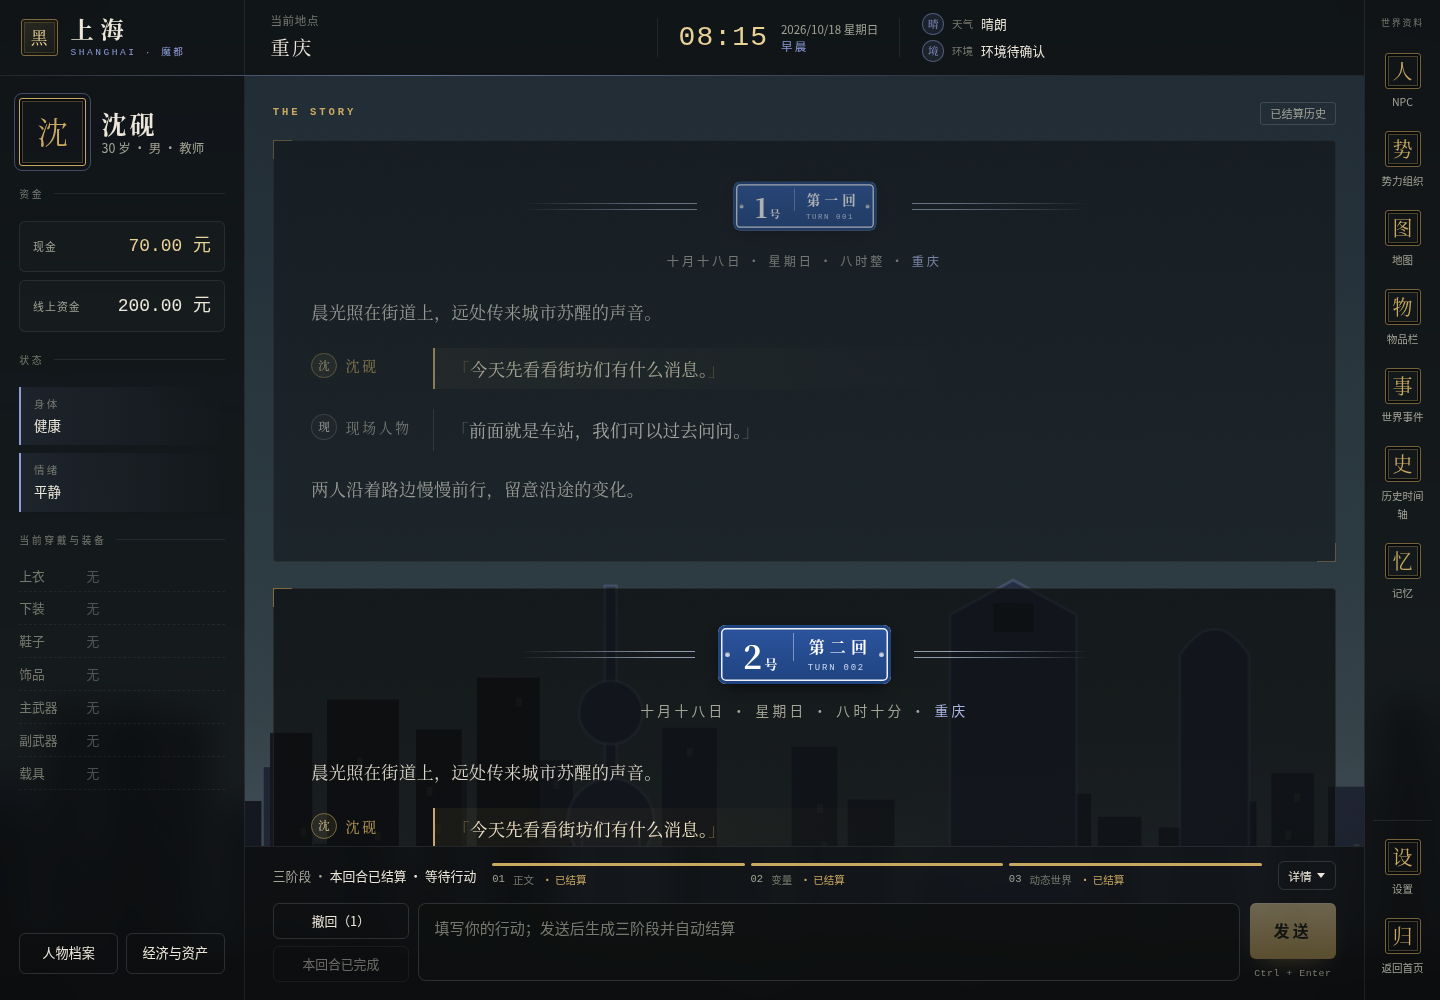 黑
上海
SHANGHAI · 魔都
当前地点
重庆
08:15
2026/10/18 星期日
早晨
晴 天气 晴朗
境 环境 环境待确认
世界资料
人
NPC
势
势力组织
图
地图
物
物品栏
事
世界事件
史
历史时间
轴
忆
记忆
设
设置
归
返回首页
沈
沈砚
30 岁 · 男 · 教师
资金
现金 70.00 元
线上资金 200.00 元
状态
身体
健康
情绪
平静
当前穿戴与装备
上衣 无
下装 无
鞋子 无
饰品 无
主武器 无
副武器 无
载具 无
人物档案 经济与资产
THE STORY
已结算历史
1号 第一回
TURN 001
十月十八日 · 星期日 · 八时整 · 重庆
晨光照在街道上，远处传来城市苏醒的声音。
沈 沈砚 「今天先看看街坊们有什么消息。」
现 现场人物 「前面就是车站，我们可以过去问问。」
两人沿着路边慢慢前行，留意沿途的变化。
2号 第二回
TURN 002
十月十八日 · 星期日 · 八时十分 · 重庆
晨光照在街道上，远处传来城市苏醒的声音。
沈 沈砚 「今天先看看街坊们有什么消息。」
三阶段 · 本回合已结算 · 等待行动
01 正文 · 已结算
02 变量 · 已结算
03 动态世界 · 已结算
详情
撤回（1）
本回合已完成
填写你的行动；发送后生成三阶段并自动结算
发送
Ctrl + Enter